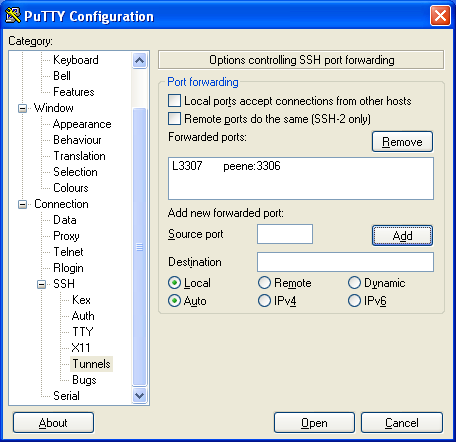 PuTTY Configuration
Category:
Keyboard
Bell
Features
Window
Appearance
Behaviour
Translation
Selection
Colours
Connection
Data
Proxy
Telnet
Rlogin
SSH
Kex
Auth
TTY
X11
Tunnels
Bugs
Serial
Options controlling SSH port forwarding
Port forwarding
Local ports accept connections from other hosts
Remote ports do the same (SSH-2 only)
Forwarded ports:
Remove
L3307 peene:3306
Add new forwarded port:
Source port
Add
Destination
Local Remote Dynamic
Auto IPv4 IPv6
About Open Cancel